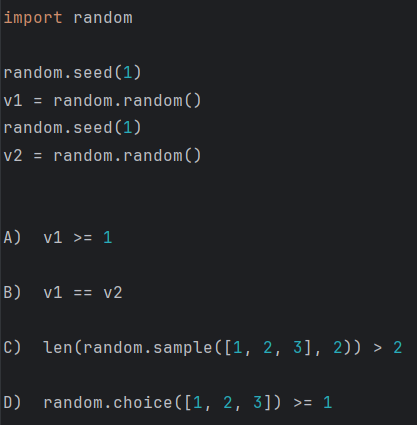 import random
random.seed(1)
v1 = random.random()
random.seed(1)
v2 = random.random()
A)  v1 >= 1
B)  v1 == v2
C)  len(random.sample([1, 2, 3], 2)) > 2
D)  random.choice([1, 2, 3]) >= 1